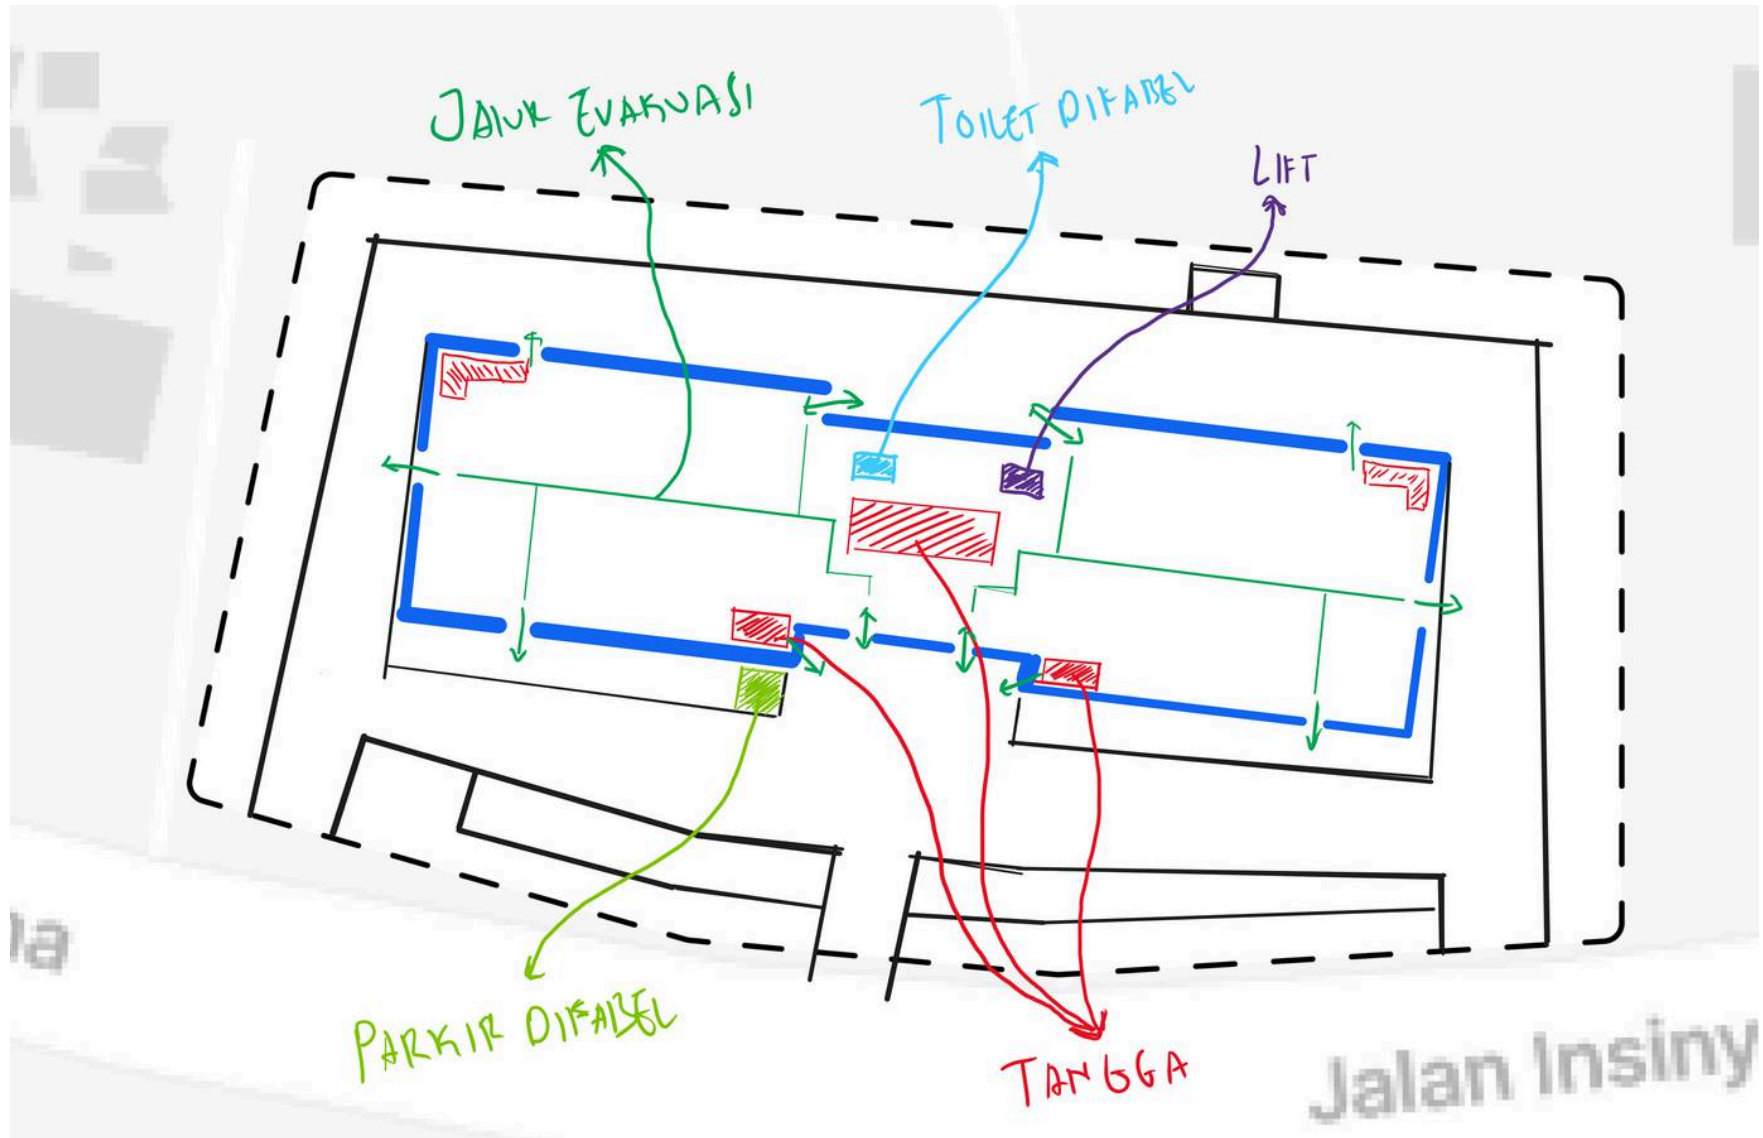 JALUR EVAKUASI
TOILET DIFABEL
LIFT
PARKIR DIFABEL
TANGGA
Jalan Insiny